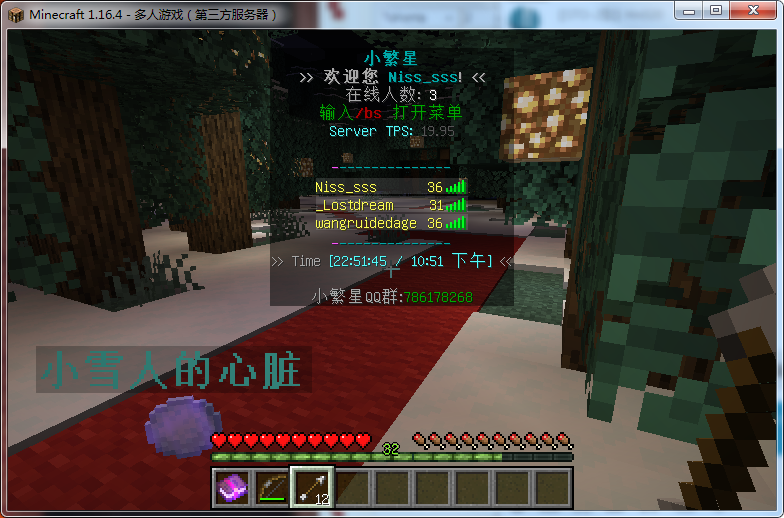 Minecraft 1.16.4 - 多人游戏（第三方服务器）
小繁星
>> 欢迎您 Niss_sss! <<
在线人数: 3
输入/bs 打开菜单
Server TPS: 19.95
------------------
Niss_sss 36
_Lostdream 31
wangruidedage 36
------------------
>> Time [22:51:45 / 10:51 下午] <<
小繁星QQ群:786178268
小雪人的心脏
32
12